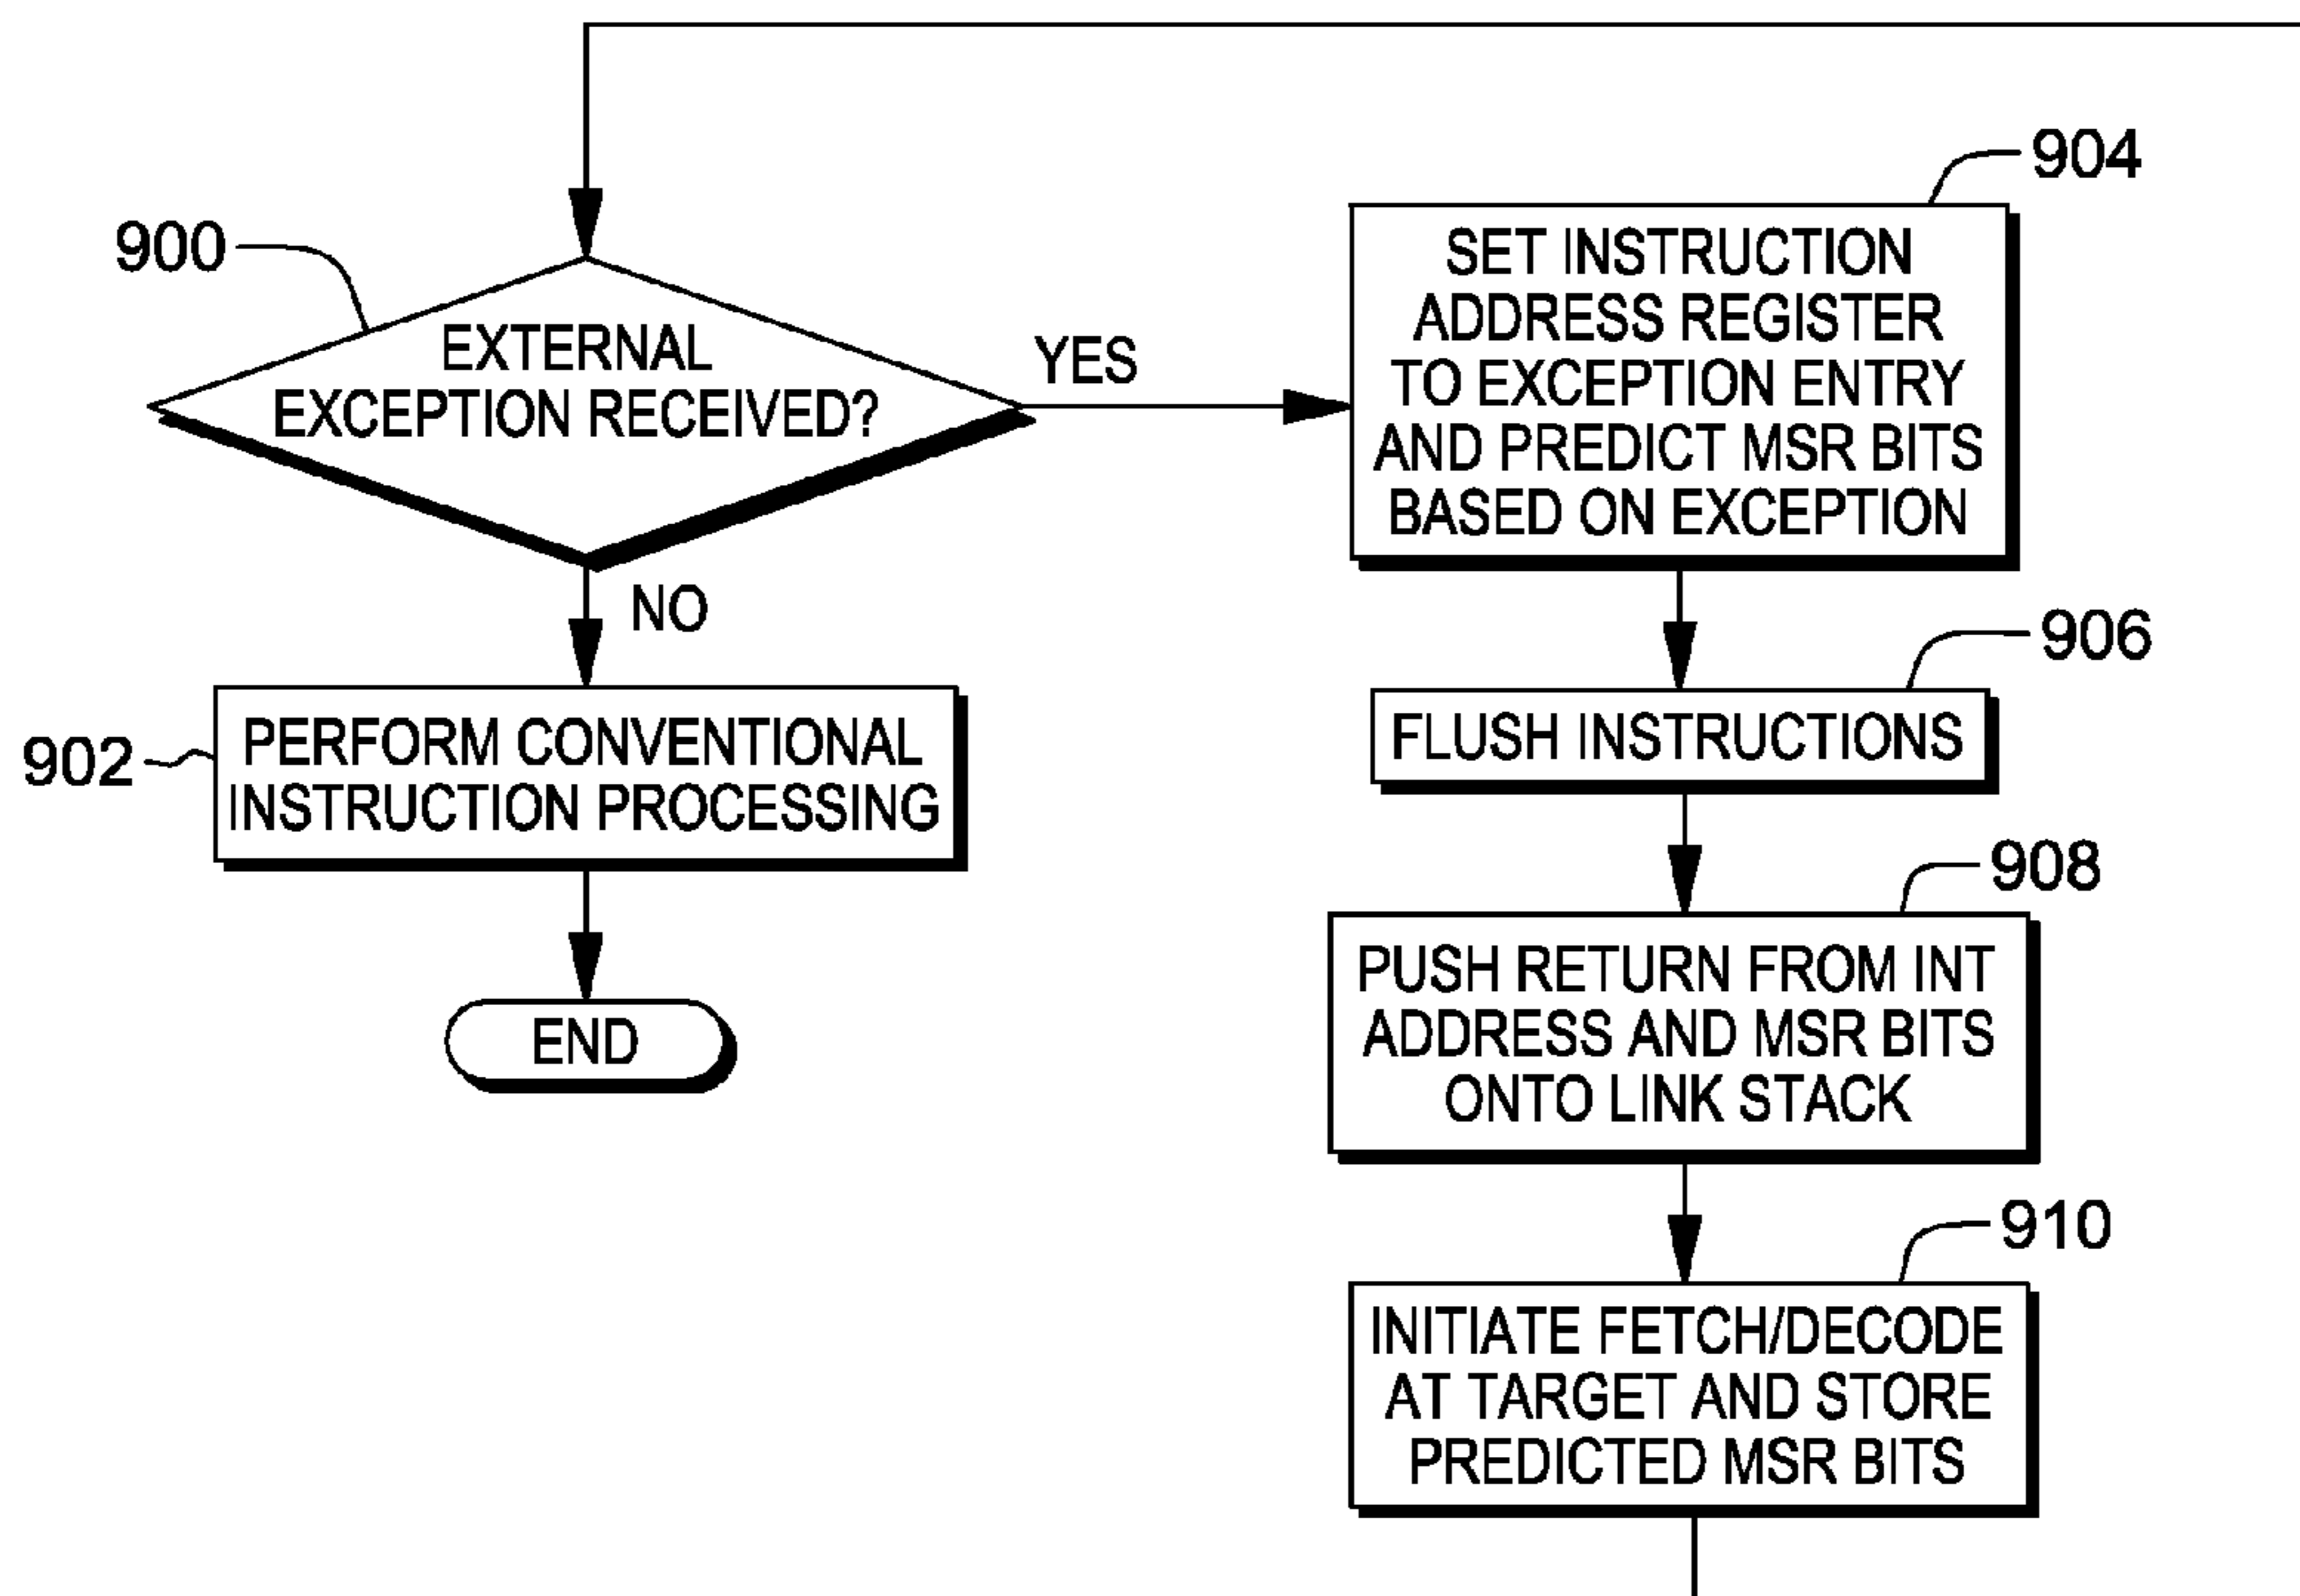 900
EXTERNAL
EXCEPTION RECEIVED?
YES
NO
902
PERFORM CONVENTIONAL
INSTRUCTION PROCESSING
END
904
SET INSTRUCTION
ADDRESS REGISTER
TO EXCEPTION ENTRY
AND PREDICT MSR BITS
BASED ON EXCEPTION
906
FLUSH INSTRUCTIONS
908
PUSH RETURN FROM INT
ADDRESS AND MSR BITS
ONTO LINK STACK
910
INITIATE FETCH/DECODE
AT TARGET AND STORE
PREDICTED MSR BITS